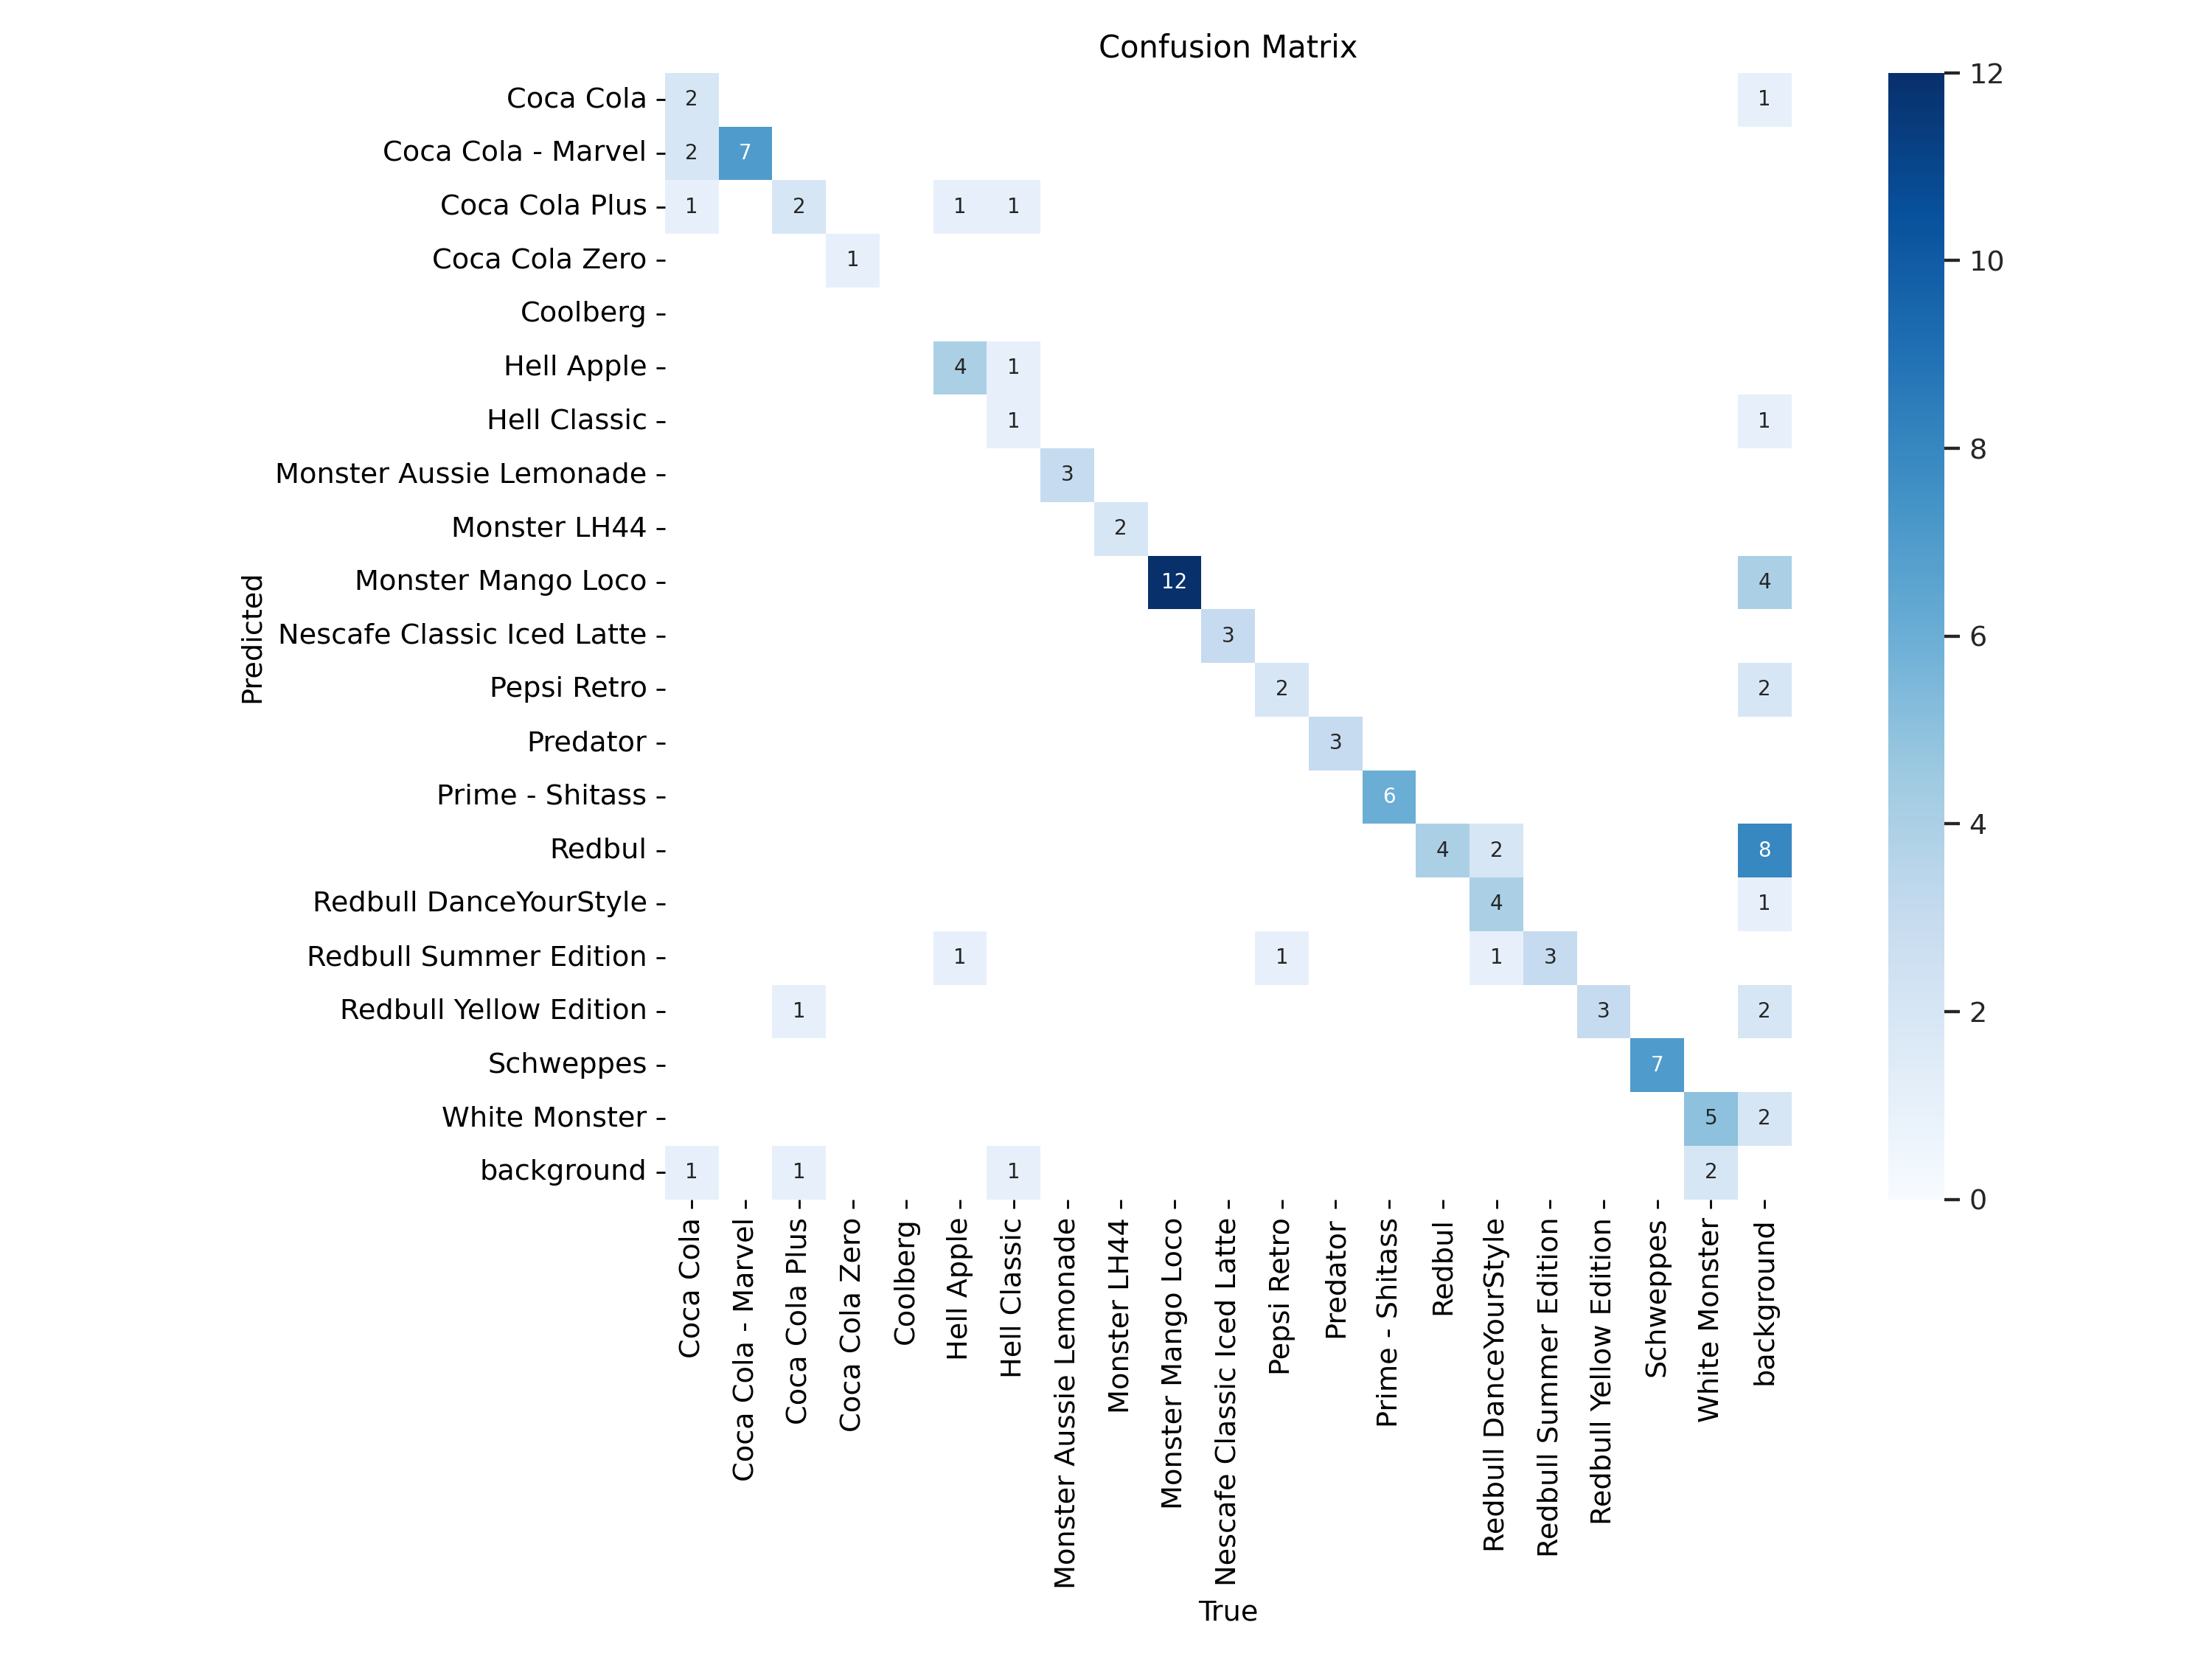 Confusion Matrix
Coca Cola 2 1
Coca Cola - Marvel 2 7
Coca Cola Plus 1 2 1 1
Coca Cola Zero 1
Coolberg
Hell Apple 4 1
Hell Classic 1 1
Monster Aussie Lemonade 3
Monster LH44 2
Monster Mango Loco 12 4
Nescafe Classic Iced Latte 3
Pepsi Retro 2 2
Predator 3
Prime - Shitass 6
Redbul 4 2 8
Redbull DanceYourStyle 4 1
Redbull Summer Edition 1 1 1 3
Redbull Yellow Edition 1 3 2
Schweppes 7
White Monster 5 2
background 1 1 1 2
Predicted
Coca Cola
Coca Cola - Marvel
Coca Cola Plus
Coca Cola Zero
Coolberg
Hell Apple
Hell Classic
Monster Aussie Lemonade
Monster LH44
Monster Mango Loco
Nescafe Classic Iced Latte
Pepsi Retro
Predator
Prime - Shitass
Redbul
Redbull DanceYourStyle
Redbull Summer Edition
Redbull Yellow Edition
Schweppes
White Monster
background
True
12
10
8
6
4
2
0